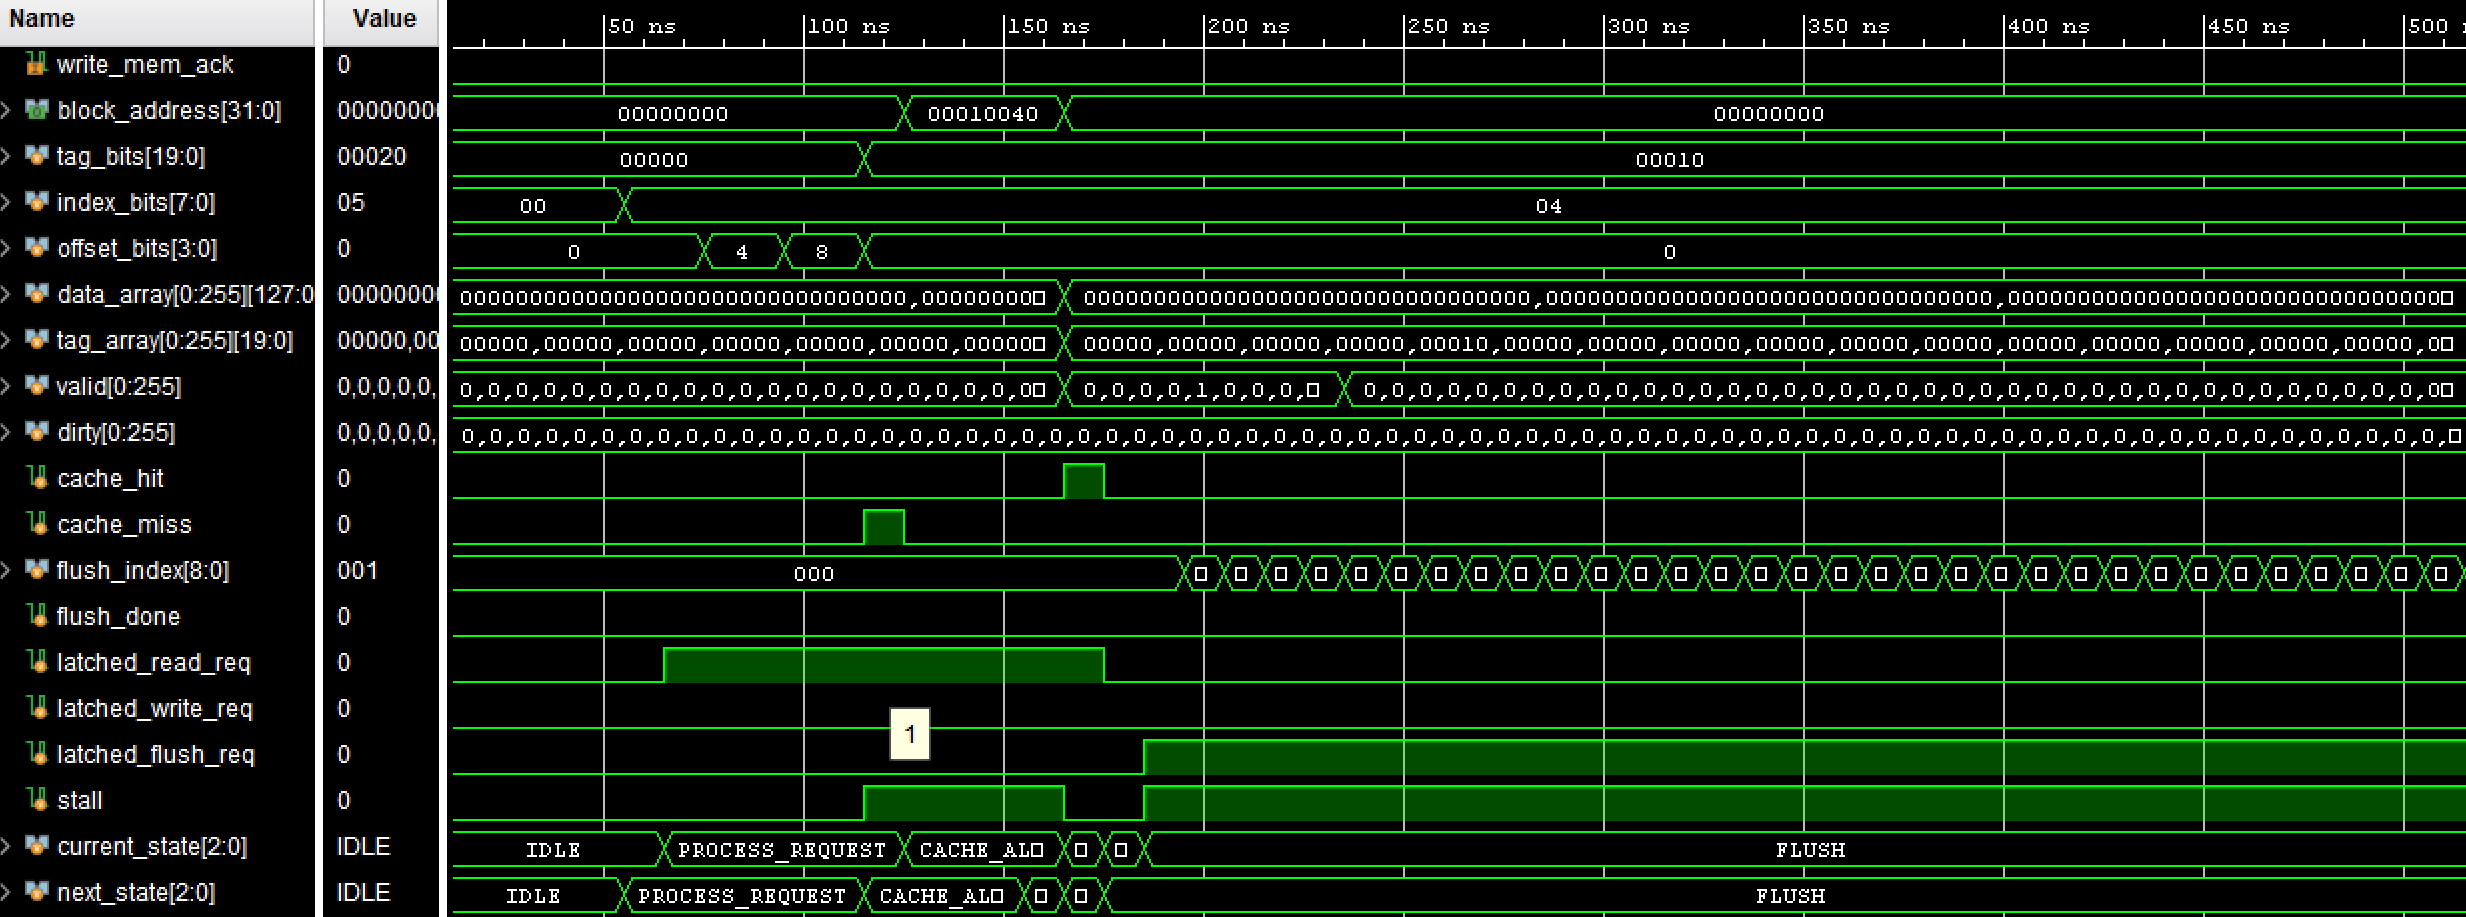 Name Value 50 ns 100 ns 150 ns 200 ns 250 ns 300 ns 350 ns 400 ns 450 ns 500
write_mem_ack 0
block_address[31:0] 00000000 00000000 00010040 00000000
tag_bits[19:0] 00020 00000 00010
index_bits[7:0] 05 00 04
offset_bits[3:0] 0 0 4 8 0
data_array[0:255][127:0 00000000 00000000000000000000000000000000,00000000 00000000000000000000000000000000,00000000000000000000000000000000,0000000000000000000000000000000
tag_array[0:255][19:0] 00000,00 00000,00000,00000,00000,00000,00000,00000 00000,00000,00000,00000,00010,00000,00000,00000,00000,00000,00000,00000,00000,0
valid[0:255] 0,0,0,0,0, 0,0,0,0,0,0,0,0,0,0,0,0,0,0,0,0,0,0,0,0,0 0,0,0,0,1,0,0,0, 0,0,0,0,0,0,0,0,0,0,0,0,0,0,0,0,0,0,0,0,0,0,0,0,0,0,0,0,0,0,0,0,0,0,0,0,0,0,0
dirty[0:255] 0,0,0,0,0, 0,0,0,0,0,0,0,0,0,0,0,0,0,0,0,0,0,0,0,0,0,0,0,0,0,0,0,0,0,0,0,0,0,0,0,0,0,0,0,0,0,0,0,0,0,0,0,0,0,0,0,0,0,0,0,0,0,0,0,0,0,0,0,0,0,0,0,0,0,0,0,0,0,0,0,
cache_hit 0
cache_miss 0
flush_index[8:0] 001 000
flush_done 0
latched_read_req 0
latched_write_req 0
1
latched_flush_req 0
stall 0
current_state[2:0] IDLE IDLE PROCESS_REQUEST CACHE_AL FLUSH
next_state[2:0] IDLE IDLE PROCESS_REQUEST CACHE_AL FLUSH